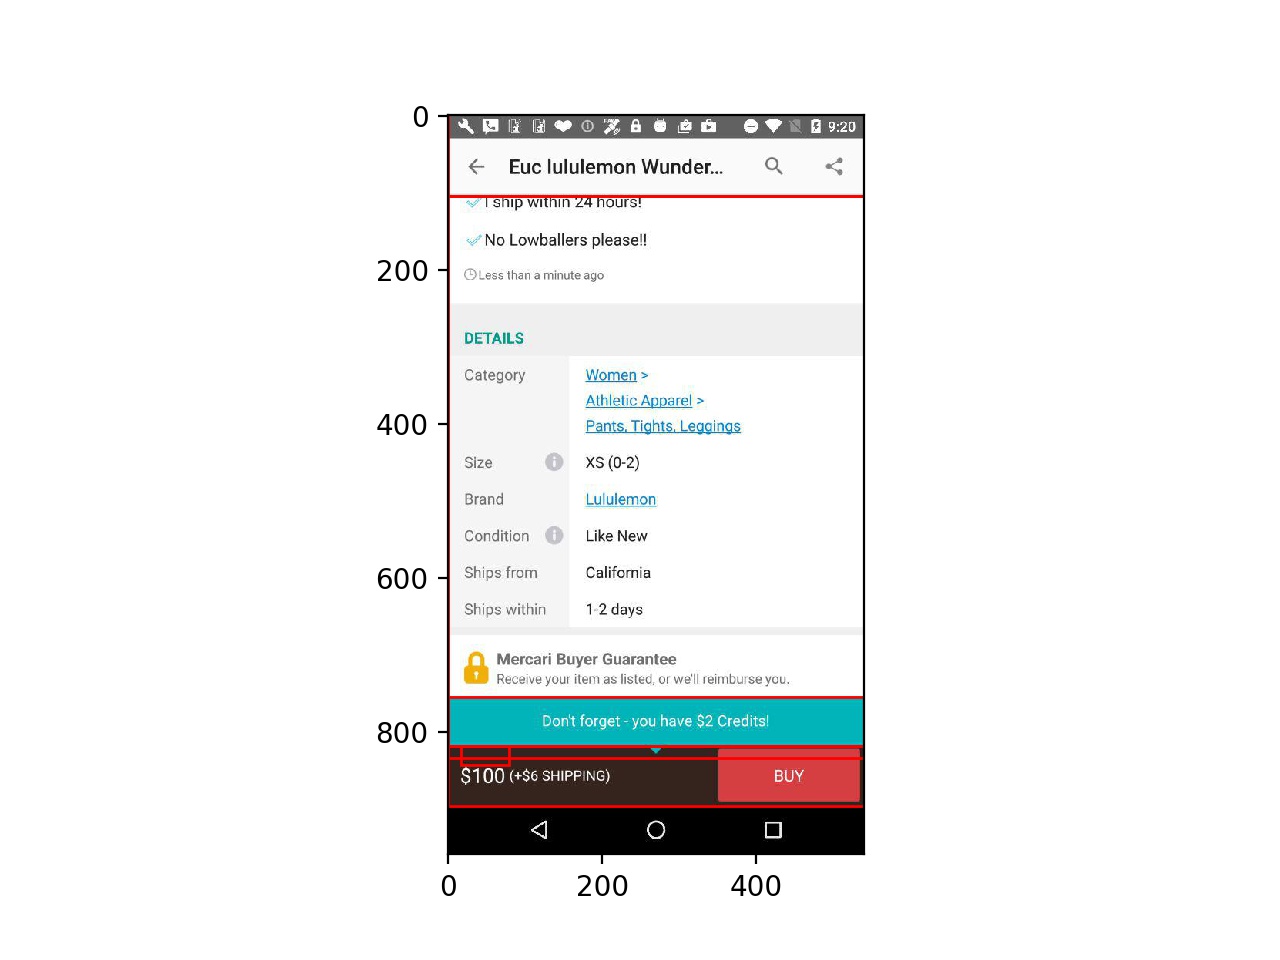 9:20
Euc lululemon Wunder...
I ship within 24 hours!
No Lowballers please!!
Less than a minute ago
DETAILS
Category Women >
Athletic Apparel >
Pants, Tights, Leggings
Size XS (0-2)
Brand Lululemon
Condition Like New
Ships from California
Ships within 1-2 days
Mercari Buyer Guarantee
Receive your item as listed, or we'll reimburse you.
Don't forget - you have $2 Credits!
$100 (+$6 SHIPPING) BUY
0
200
400
600
800
0 200 400